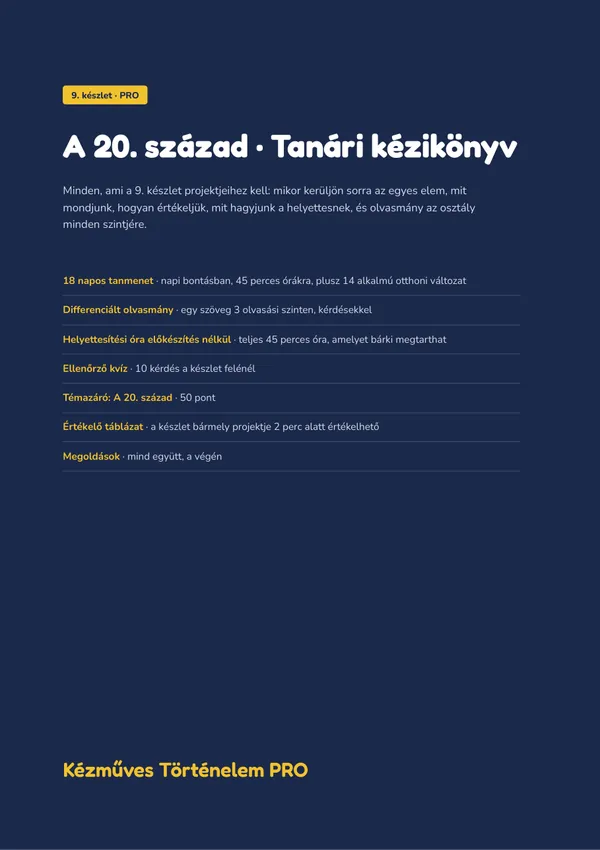 9. készlet · PRO
A 20. század · Tanári kézikönyv
Minden, ami a 9. készlet projektjeihez kell: mikor kerüljön sorra az egyes elem, mit
mondjunk, hogyan értékeljük, mit hagyjunk a helyettesnek, és olvasmány az osztály
minden szintjére.
18 napos tanmenet · napi bontásban, 45 perces órákra, plusz 14 alkalmú otthoni változat
Differenciált olvasmány · egy szöveg 3 olvasási szinten, kérdésekkel
Helyettesítési óra előkészítés nélkül · teljes 45 perces óra, amelyet bárki megtarthat
Ellenőrző kvíz · 10 kérdés a készlet felénél
Témazáró: A 20. század · 50 pont
Értékelő táblázat · a készlet bármely projektje 2 perc alatt értékelhető
Megoldások · mind együtt, a végén
Kézműves Történelem PRO